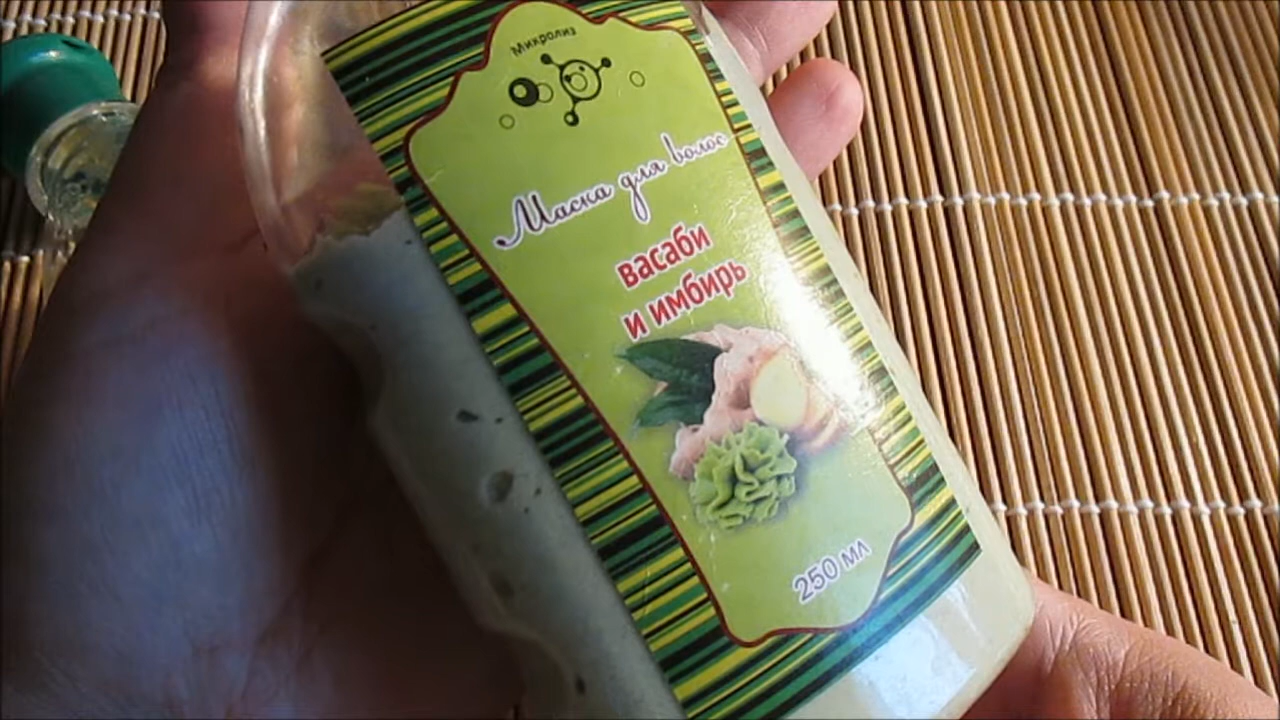 Микролиз
Маска для волос
васаби
и имбирь
250 мл